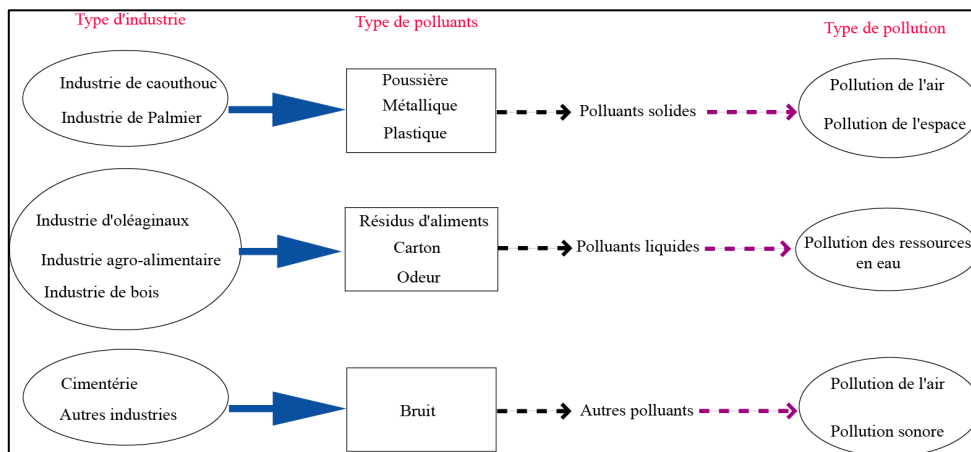 Type d'industrie
Type de polluants
Type de pollution
Industrie de caouthouc
Industrie de Palmier
Poussière
Métallique
Plastique
Polluants solides
Pollution de l'air
Pollution de l'espace
Industrie d'oléaginaux
Industrie agro-alimentaire
Industrie de bois
Résidus d'aliments
Carton
Odeur
Polluants liquides
Pollution des ressources
en eau
Cimentérie
Autres industries
Bruit
Autres polluants
Pollution de l'air
Pollution sonore